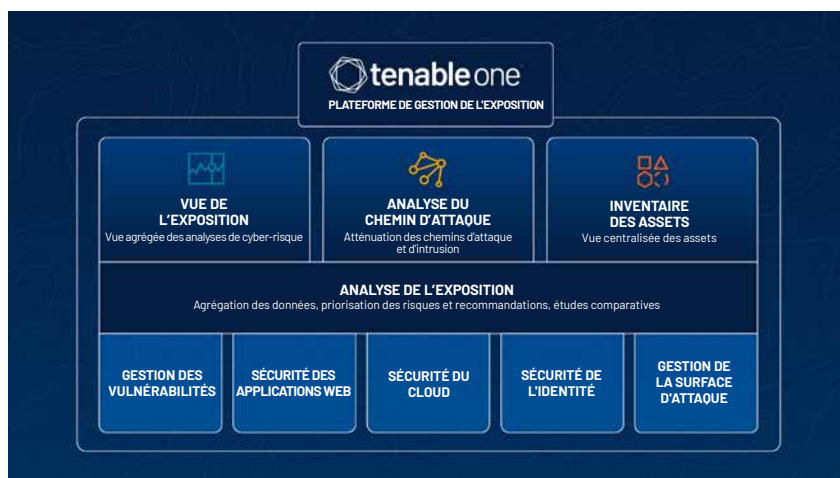 tenable one
PLATEFORME DE GESTION DE L'EXPOSITION
VUE DE
L'EXPOSITION
Vue agrégée des analyses de cyber-risque
ANALYSE DU
CHEMIN D'ATTAQUE
Atténuation des chemins d'attaque
et d'intrusion
INVENTAIRE
DES ASSETS
Vue centralisée des assets
ANALYSE DE L'EXPOSITION
Agrégation des données, priorisation des risques et recommandations, études comparatives
GESTION DES
VULNÉRABILITÉS
SÉCURITÉ DES
APPLICATIONS WEB
SÉCURITÉ DU
CLOUD
SÉCURITÉ DE
L'IDENTITÉ
GESTION DE
LA SURFACE
D'ATTAQUE